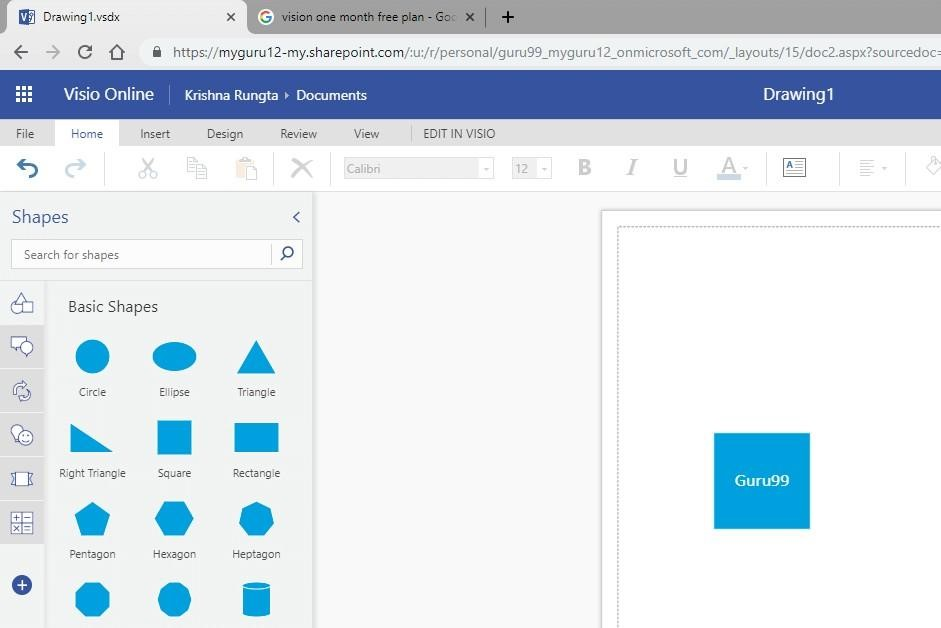 Drawing1.vsdx
vision one month free plan - Goo
https://myguru12-my.sharepoint.com/:u:/r/personal/guru99_myguru12_onmicrosoft_com/_layouts/15/doc2.aspx?sourcedoc=
Visio Online Krishna Rungta › Documents Drawing1
File Home Insert Design Review View EDIT IN VISIO
Calibri 12 B I U A A
Shapes
Search for shapes
Basic Shapes
Circle Ellipse Triangle
Right Triangle Square Rectangle
Pentagon Hexagon Heptagon
Guru99